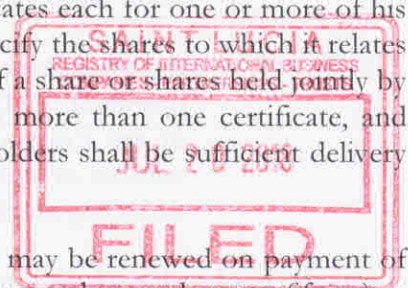 ates each for one or more of his
cify the shares to which it relates
f a share or shares held jointly by
more than one certificate, and
olders shall be sufficient delivery
may be renewed on payment of
SAINT LUCIA
REGISTRY OF INTERNATIONAL BUSINESS
JUL 2
FILED